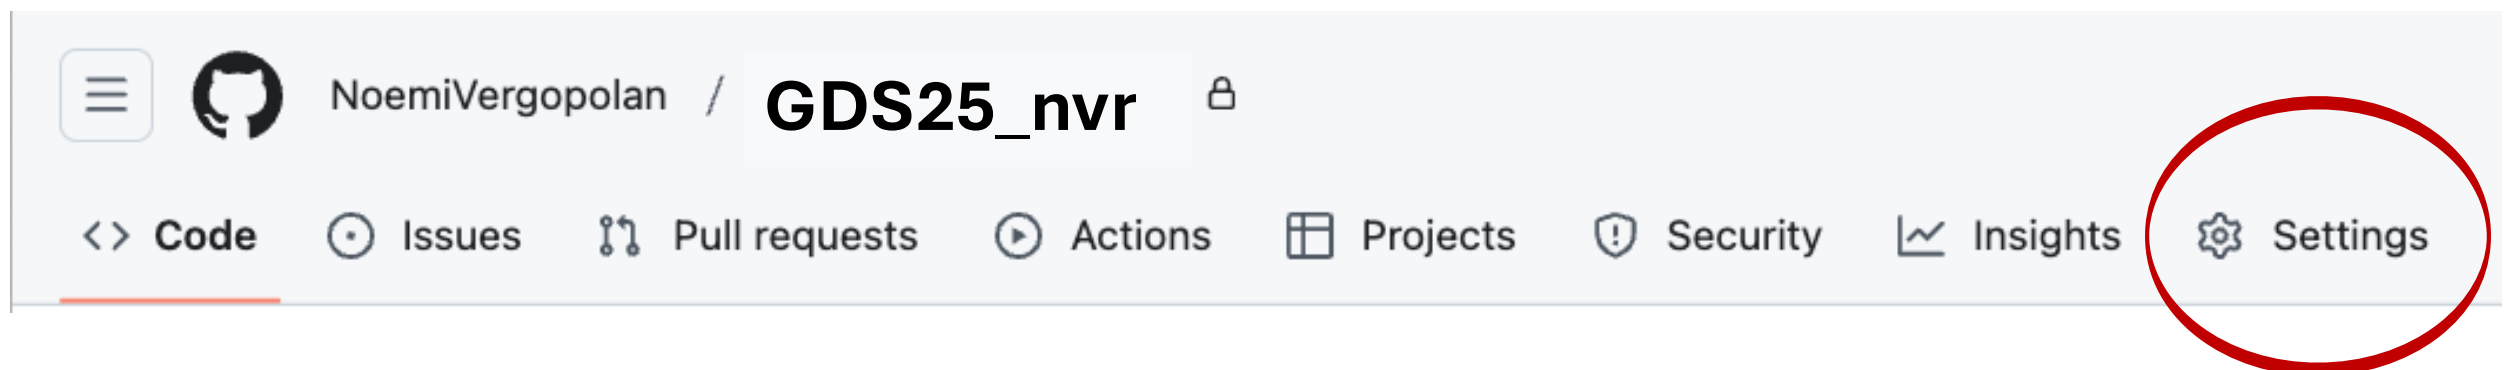 NoemiVergopolan / GDS25_nvr
Code Issues Pull requests Actions Projects Security Insights Settings